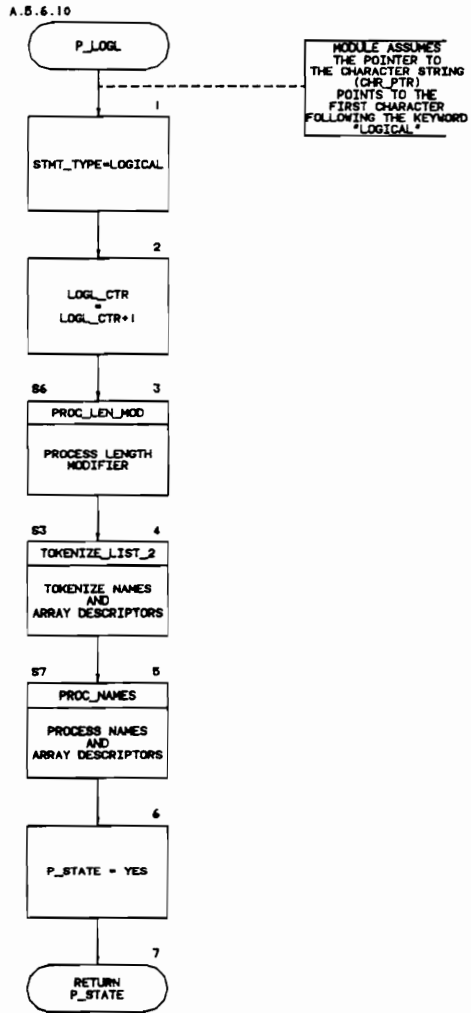 A.5.6.10
P_LOGL
MODULE ASSUMES
THE POINTER TO
THE CHARACTER STRING
(CHR_PTR)
POINTS TO THE
FIRST CHARACTER
FOLLOWING THE KEYWORD
"LOGICAL"
1
STMT_TYPE=LOGICAL
2
LOGL_CTR
=
LOGL_CTR+1
S6 3
PROC_LEN_MOD
PROCESS LENGTH
MODIFIER
S3 4
TOKENIZE_LIST_2
TOKENIZE NAMES
AND
ARRAY DESCRIPTORS
S7 5
PROC_NAMES
PROCESS NAMES
AND
ARRAY DESCRIPTORS
6
P_STATE = YES
7
RETURN
P_STATE